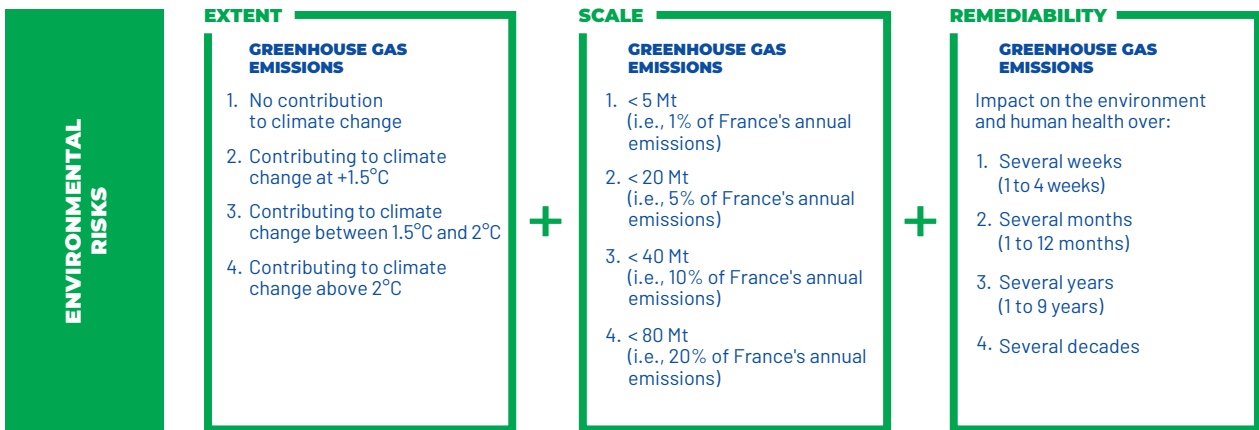 ENVIRONMENTAL
RISKS
EXTENT
GREENHOUSE GAS
EMISSIONS
1. No contribution
to climate change
2. Contributing to climate
change at +1.5°C
3. Contributing to climate
change between 1.5°C and 2°C
4. Contributing to climate
change above 2°C
+
SCALE
GREENHOUSE GAS
EMISSIONS
1. < 5 Mt
(i.e., 1% of France's annual
emissions)
2. < 20 Mt
(i.e., 5% of France's annual
emissions)
3. < 40 Mt
(i.e., 10% of France's annual
emissions)
4. < 80 Mt
(i.e., 20% of France's annual
emissions)
+
REMEDIABILITY
GREENHOUSE GAS
EMISSIONS
Impact on the environment
and human health over:
1. Several weeks
(1 to 4 weeks)
2. Several months
(1 to 12 months)
3. Several years
(1 to 9 years)
4. Several decades